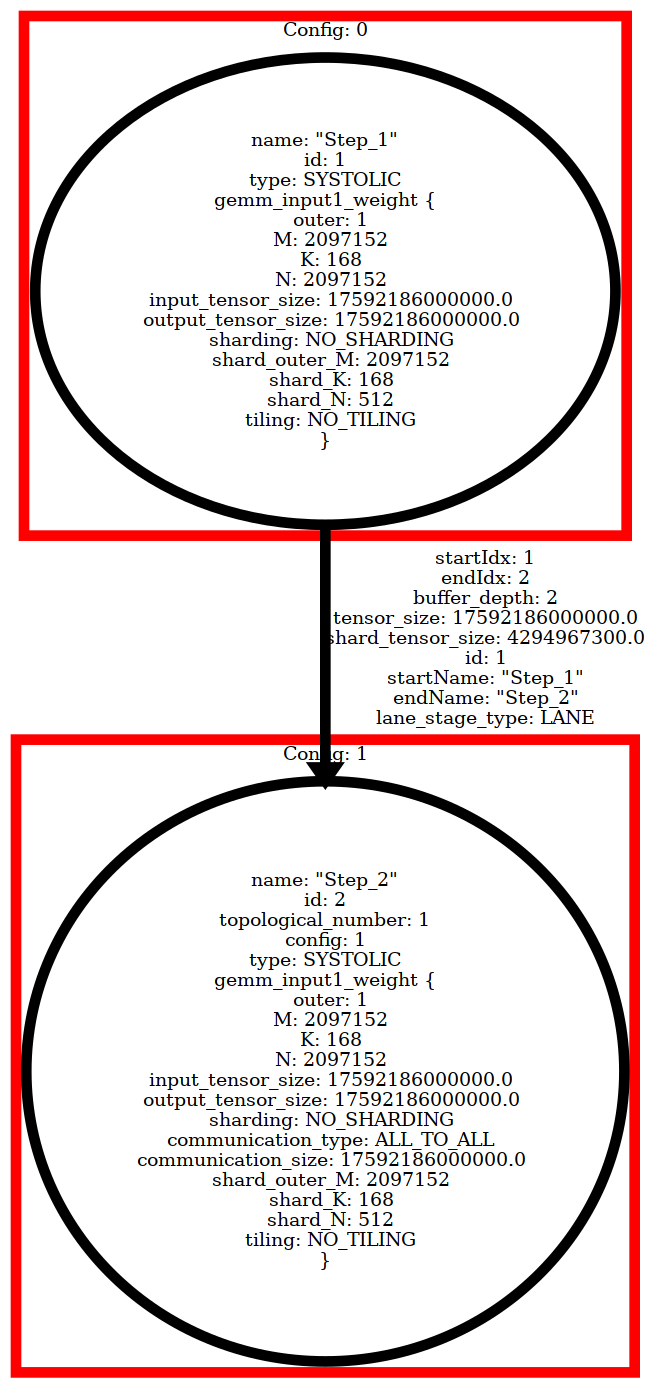 Config: 0
name: "Step_1"
id: 1
type: SYSTOLIC
gemm_input1_weight {
outer: 1
M: 2097152
K: 168
N: 2097152
input_tensor_size: 17592186000000.0
output_tensor_size: 17592186000000.0
sharding: NO_SHARDING
shard_outer_M: 2097152
shard_K: 168
shard_N: 512
tiling: NO_TILING
}
startIdx: 1
endIdx: 2
buffer_depth: 2
tensor_size: 17592186000000.0
shard_tensor_size: 4294967300.0
id: 1
startName: "Step_1"
endName: "Step_2"
lane_stage_type: LANE
Config: 1
name: "Step_2"
id: 2
topological_number: 1
config: 1
type: SYSTOLIC
gemm_input1_weight {
outer: 1
M: 2097152
K: 168
N: 2097152
input_tensor_size: 17592186000000.0
output_tensor_size: 17592186000000.0
sharding: NO_SHARDING
communication_type: ALL_TO_ALL
communication_size: 17592186000000.0
shard_outer_M: 2097152
shard_K: 168
shard_N: 512
tiling: NO_TILING
}